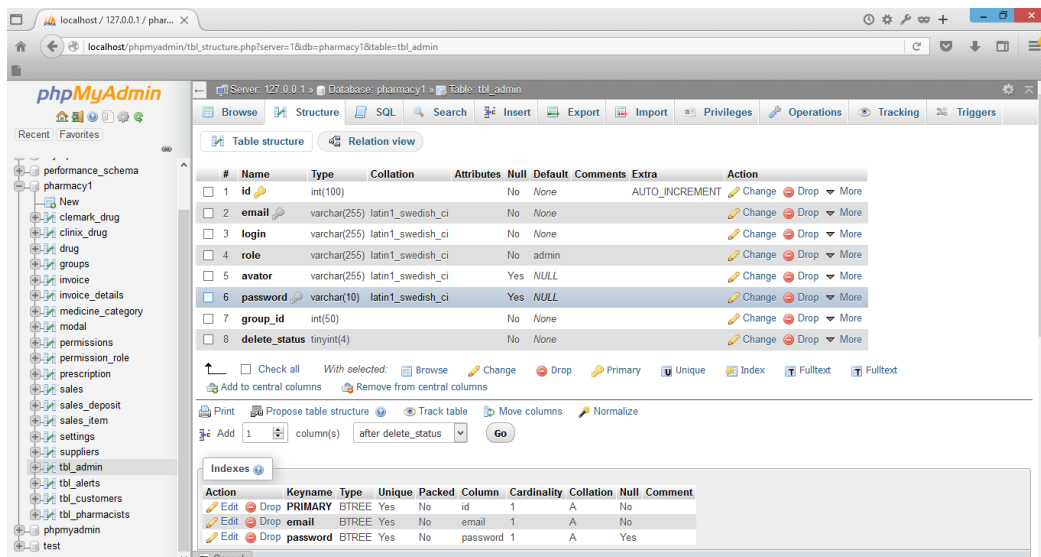 localhost / 127.0.0.1 / phar... ×
localhost/phpmyadmin/tbl_structure.php?server=1&db=pharmacy1&table=tbl_admin
phpMyAdmin
Recent Favorites
performance_schema
pharmacy1
New
clemark_drug
clinix_drug
drug
groups
invoice
invoice_details
medicine_category
modal
permissions
permission_role
prescription
sales
sales_deposit
sales_item
settings
suppliers
tbl_admin
tbl_alerts
tbl_customers
tbl_pharmacists
phpmyadmin
test
Server: 127.0.0.1 » Database: pharmacy1 » Table: tbl_admin
Browse Structure SQL Search Insert Export Import Privileges Operations Tracking Triggers
Table structure Relation view
# Name Type Collation Attributes Null Default Comments Extra Action
1 id int(100) No None AUTO_INCREMENT Change Drop More
2 email varchar(255) latin1_swedish_ci No None Change Drop More
3 login varchar(255) latin1_swedish_ci No None Change Drop More
4 role varchar(255) latin1_swedish_ci No admin Change Drop More
5 avator varchar(255) latin1_swedish_ci Yes NULL Change Drop More
6 password varchar(10) latin1_swedish_ci Yes NULL Change Drop More
7 group_id int(50) No None Change Drop More
8 delete_status tinyint(4) No None Change Drop More
Check all With selected: Browse Change Drop Primary Unique Index Fulltext Fulltext
Add to central columns Remove from central columns
Print Propose table structure Track table Move columns Normalize
Add 1 column(s) after delete_status Go
Indexes
Action Keyname Type Unique Packed Column Cardinality Collation Null Comment
Edit Drop PRIMARY BTREE Yes No id 1 A No
Edit Drop email BTREE Yes No email 1 A No
Edit Drop password BTREE Yes No password 1 A Yes